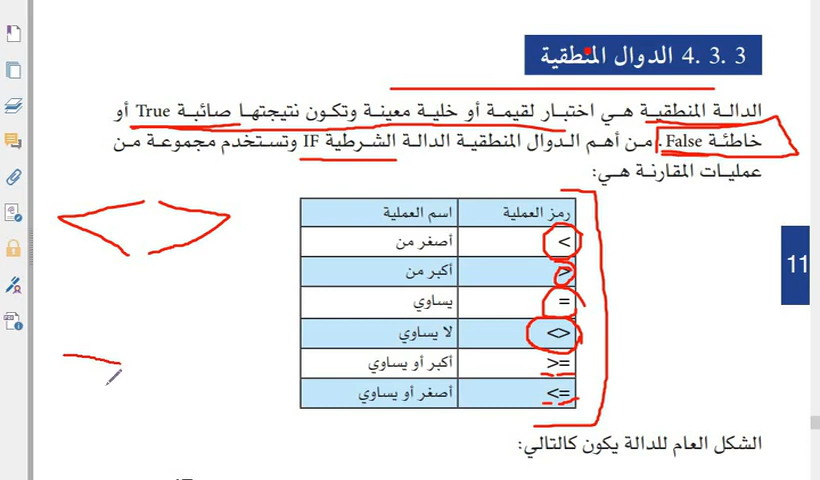 4. 3. 3 الدوال المنطقية
الدالة المنطقية هي اختبار لقيمة أو خلية معينة وتكون نتيجتها صائبة True أو
خاطئة False. من أهم الدوال المنطقية الدالة الشرطية IF وتستخدم مجموعة من
عمليات المقارنة هي:
رمز العملية اسم العملية
< أصغر من
> أكبر من
= يساوي
<> لا يساوي
>= أكبر أو يساوي
<= أصغر أو يساوي
11
الشكل العام للدالة يكون كالتالي: